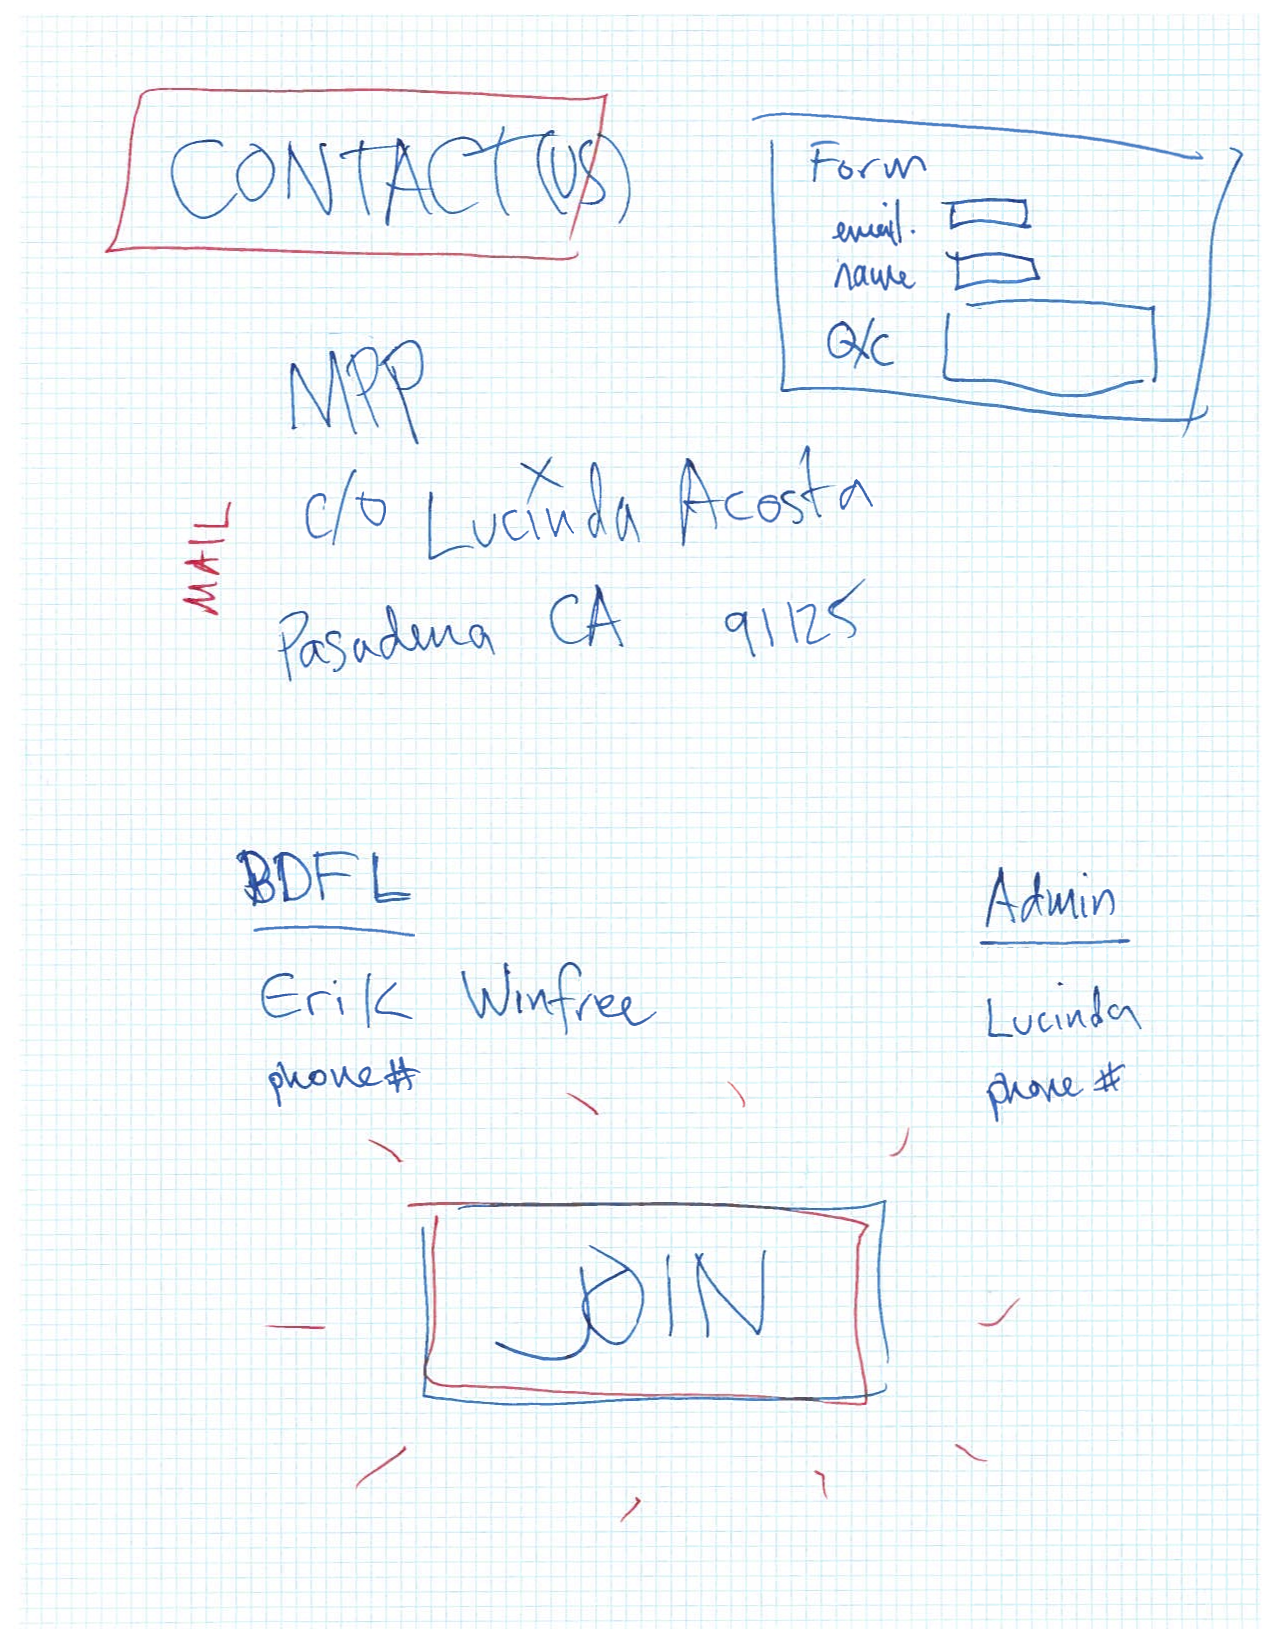 CONTACT (US)
Form
email.
name
Q/C
MPP
c/o Lucinda Acosta
MAIL
Pasadena CA 91125
BDFL
Erik Winfree
phone#
Admin
Lucinda
phone #
JOIN